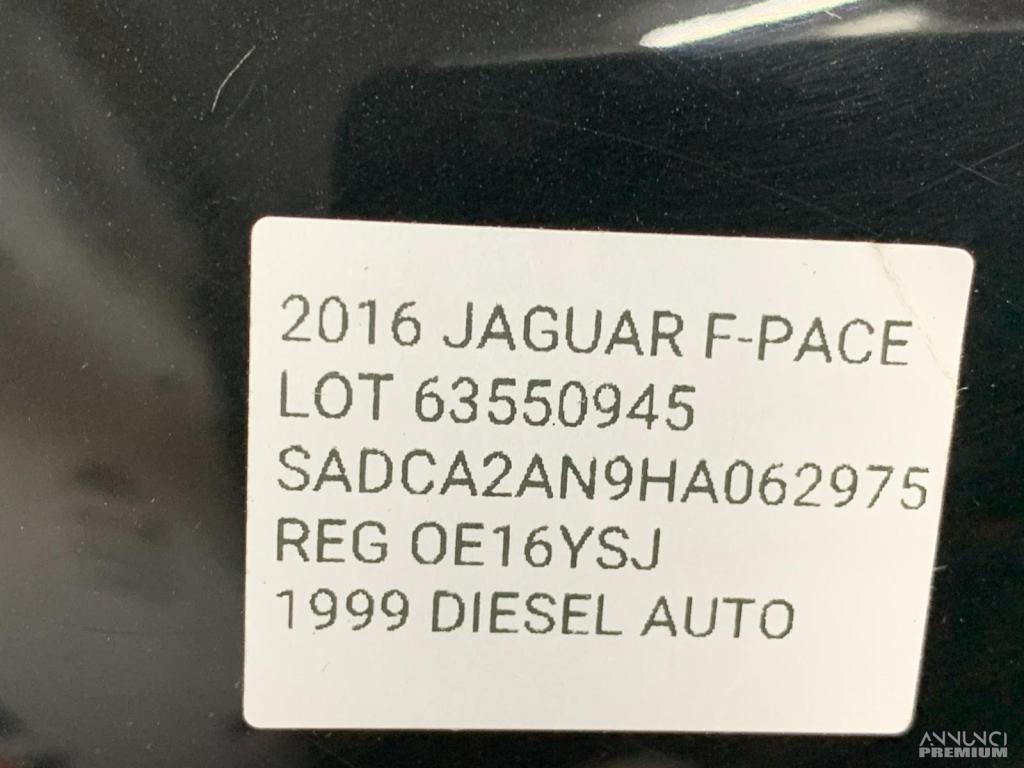 2016 JAGUAR F-PACE
LOT 63550945
SADCA2AN9HA062975
REG OE16YSJ
1999 DIESEL AUTO
ANNUNCI
PREMIUM